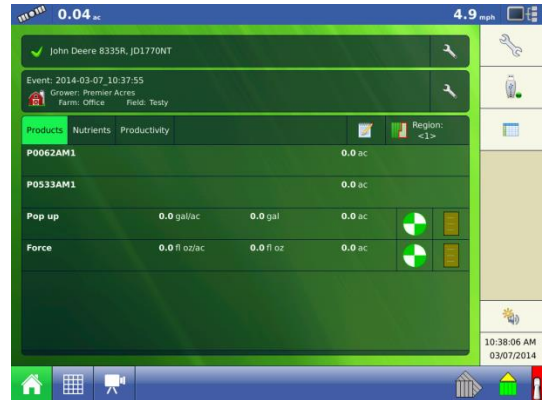 0.04 ac
4.9 mph
John Deere 8335R, JD1770NT
Event: 2014-03-07_10:37:55
Grower: Premier Acres
Farm: Office Field: Testy
Products Nutrients Productivity Region: <1>
P0062AM1 0.0 ac
P0533AM1 0.0 ac
Pop up 0.0 gal/ac 0.0 gal 0.0 ac
Force 0.0 fl oz/ac 0.0 fl oz 0.0 ac
10:38:06 AM
03/07/2014